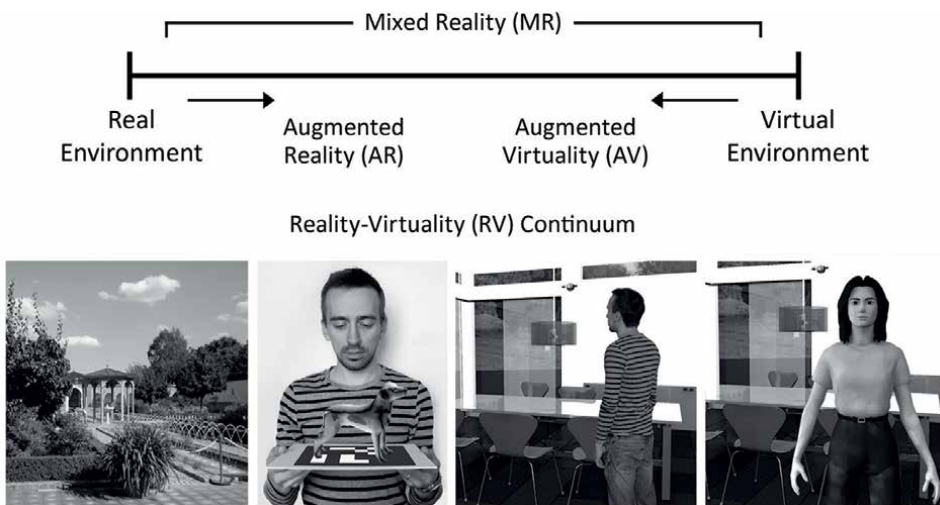 Mixed Reality (MR)
Real
Environment
Augmented
Reality (AR)
Augmented
Virtuality (AV)
Virtual
Environment
Reality-Virtuality (RV) Continuum